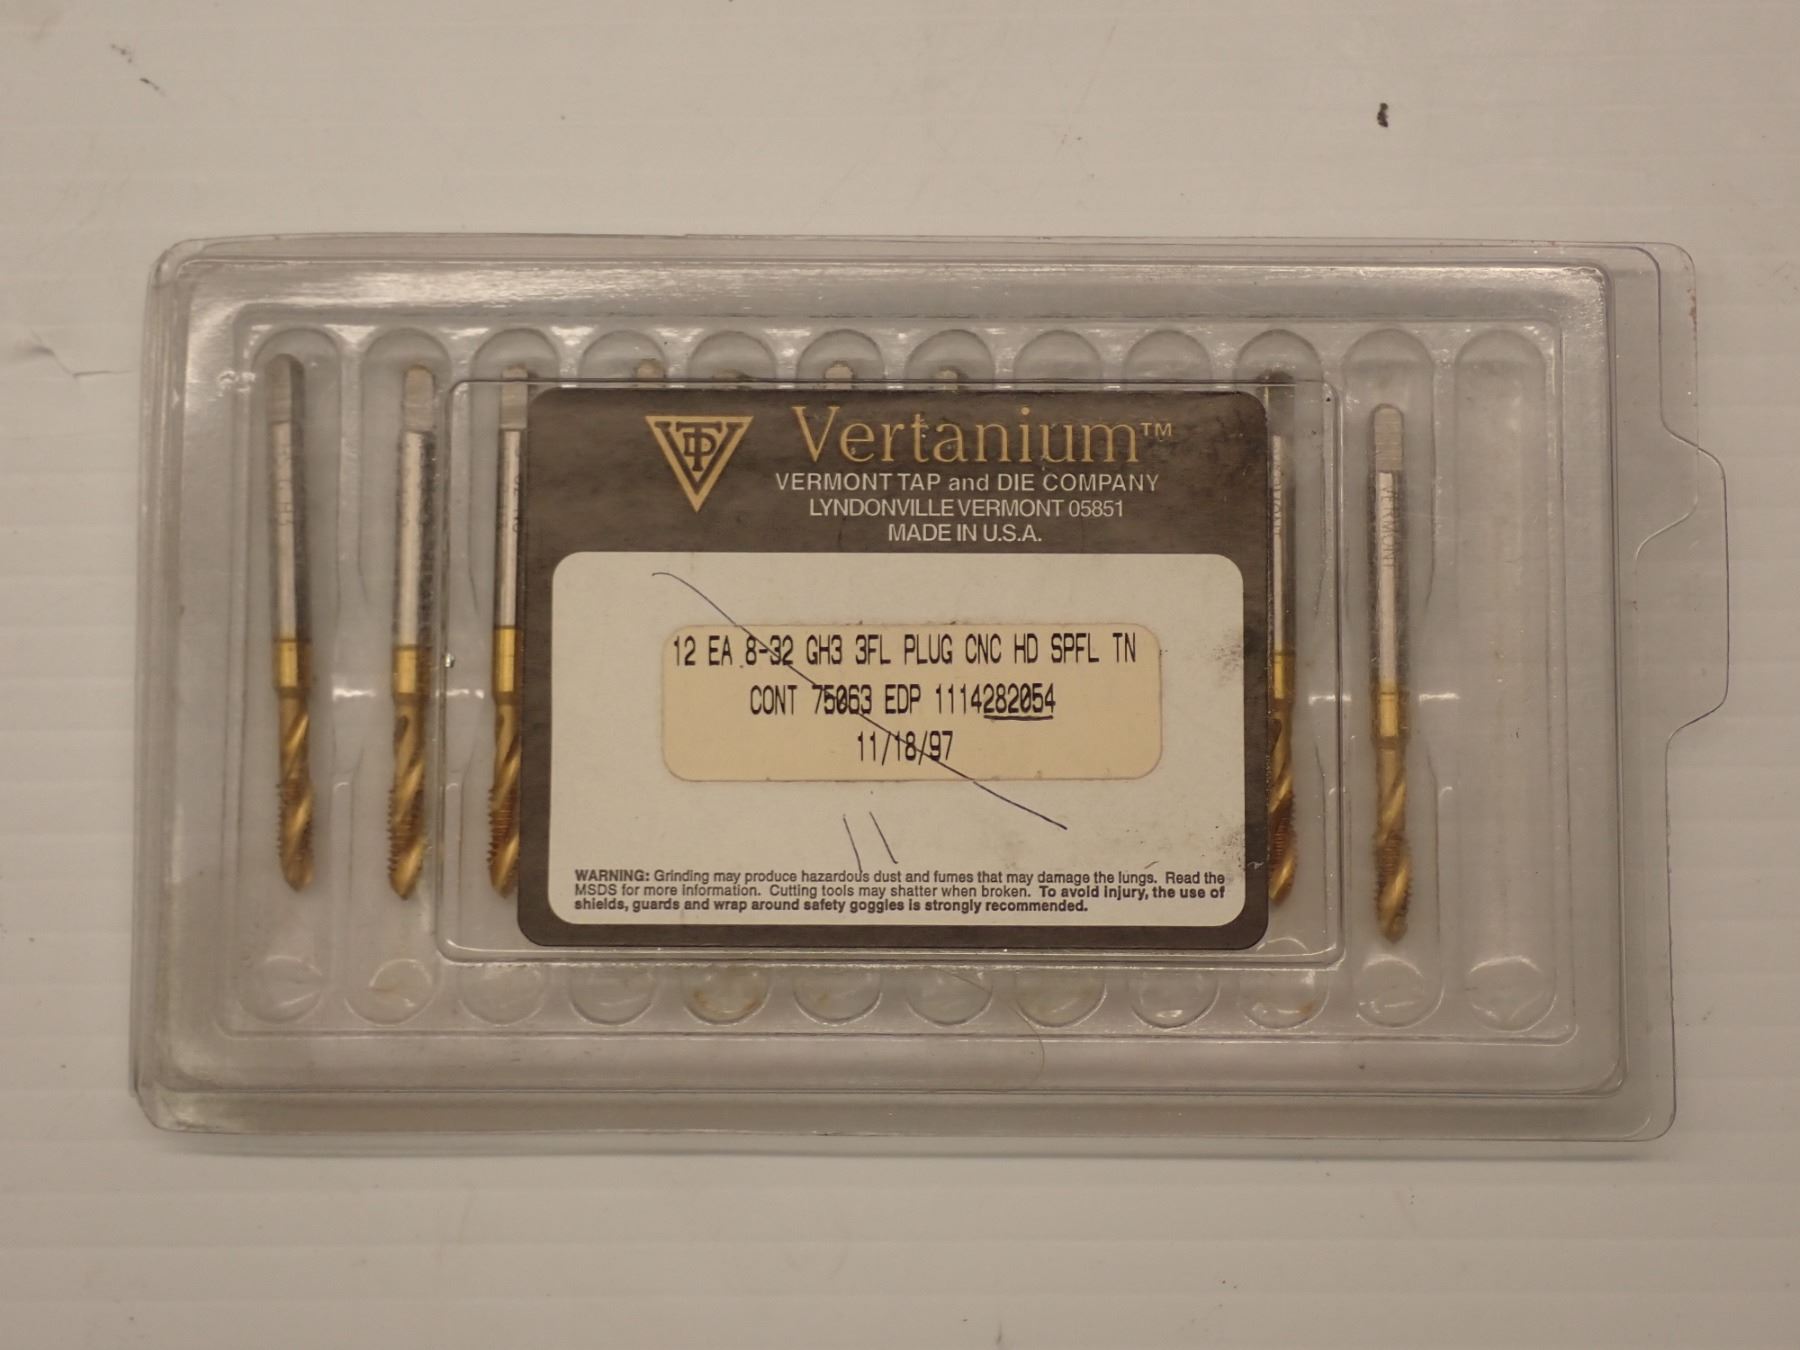 VTD
Vertanium™
VERMONT TAP and DIE COMPANY
LYNDONVILLE VERMONT 05851
MADE IN U.S.A.
12 EA 8-32 GH3 3FL PLUG CNC HD SPFL TN
CONT 75063 EDP 1114282054
11/18/97
11
WARNING: Grinding may produce hazardous dust and fumes that may damage the lungs. Read the
MSDS for more information. Cutting tools may shatter when broken. To avoid injury, the use of
shields, guards and wrap around safety goggles is strongly recommended.
VERMONT